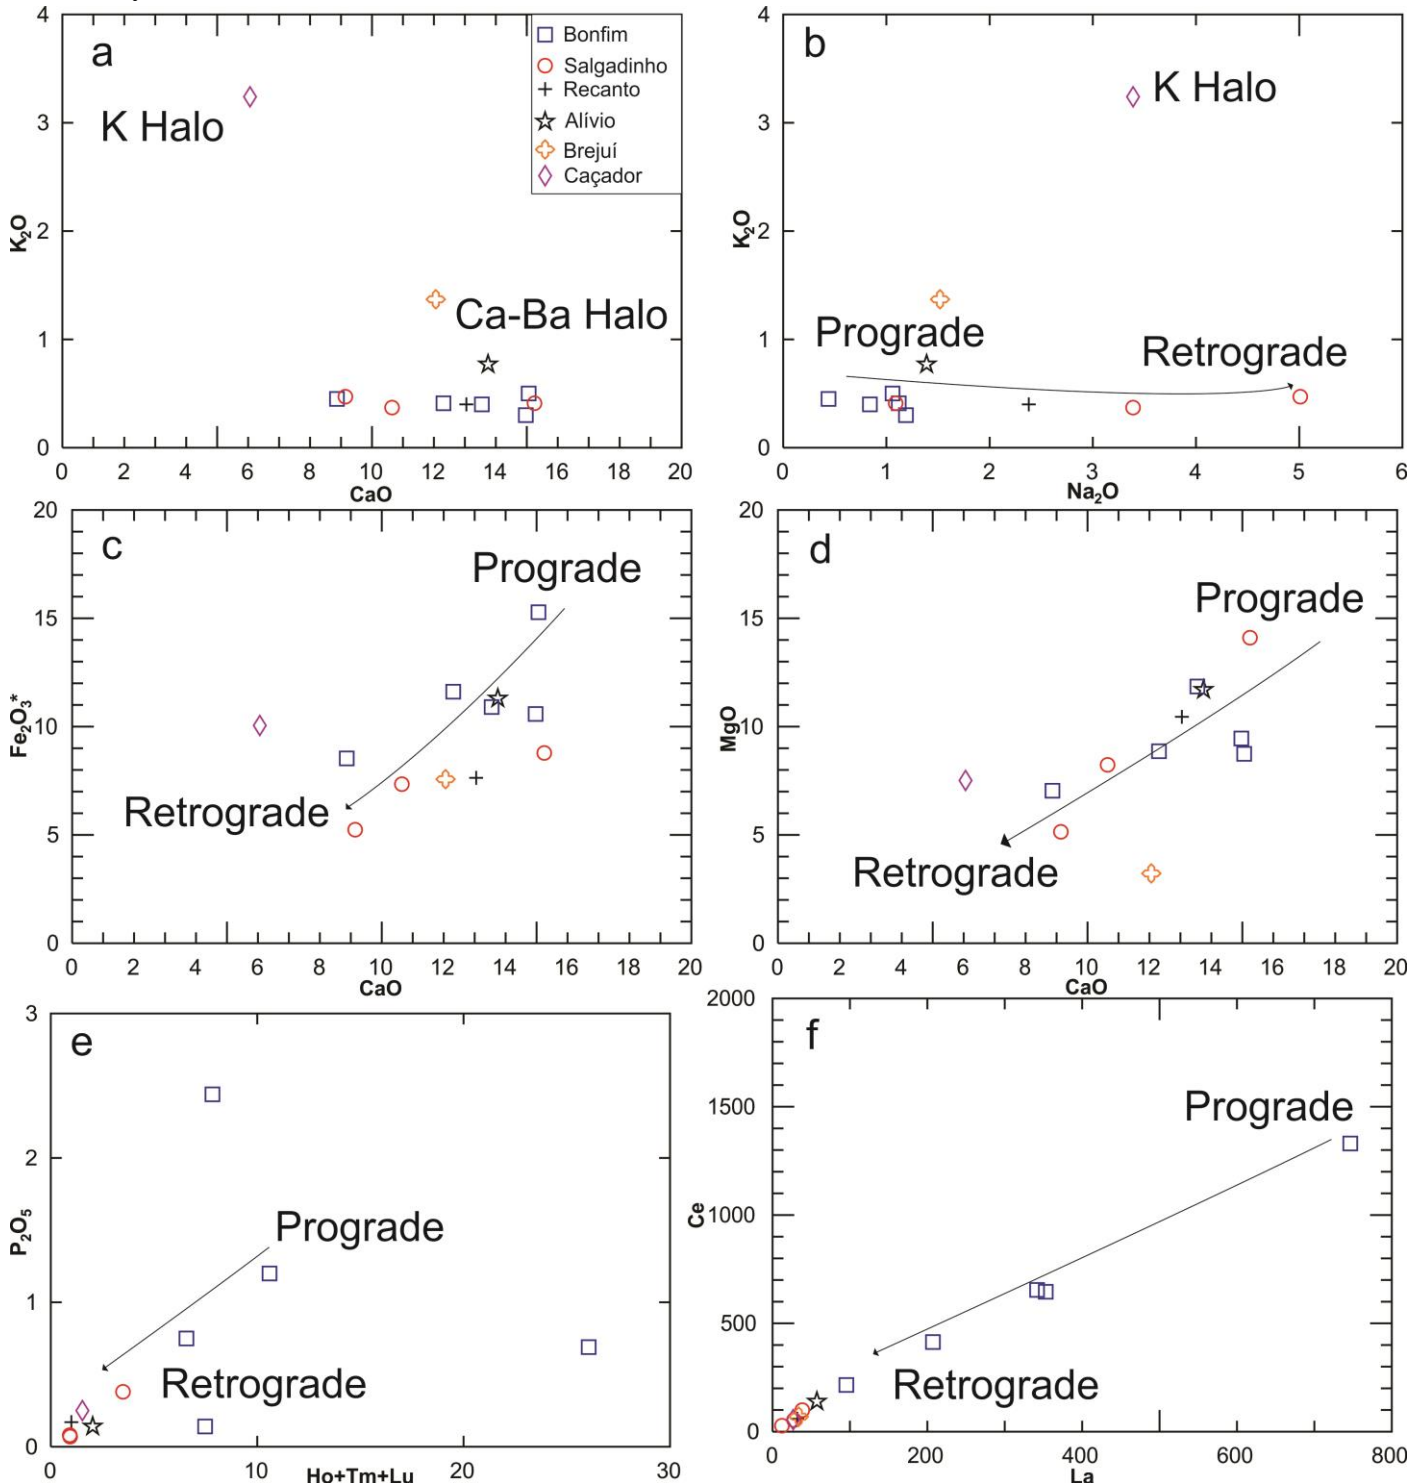 a
4
3
2
1
0
K₂O
K Halo
Ca-Ba Halo
Bonfim
Salgadinho
Recanto
Alívio
Brejuí
Caçador
0 2 4 6 8 10 12 14 16 18 20
CaO
b
4
3
2
1
0
K₂O
K Halo
Prograde
Retrograde
0 1 2 3 4 5 6
Na₂O
c
20
15
10
5
0
Fe₂O₃*
Prograde
Retrograde
0 2 4 6 8 10 12 14 16 18 20
CaO
d
20
15
10
5
0
MgO
Prograde
Retrograde
0 2 4 6 8 10 12 14 16 18 20
CaO
e
3
2
1
0
P₂O₅
Prograde
Retrograde
0 10 20 30
Ho+Tm+Lu
f
2000
1500
1000
500
0
Ce
Prograde
Retrograde
0 200 400 600 800
La